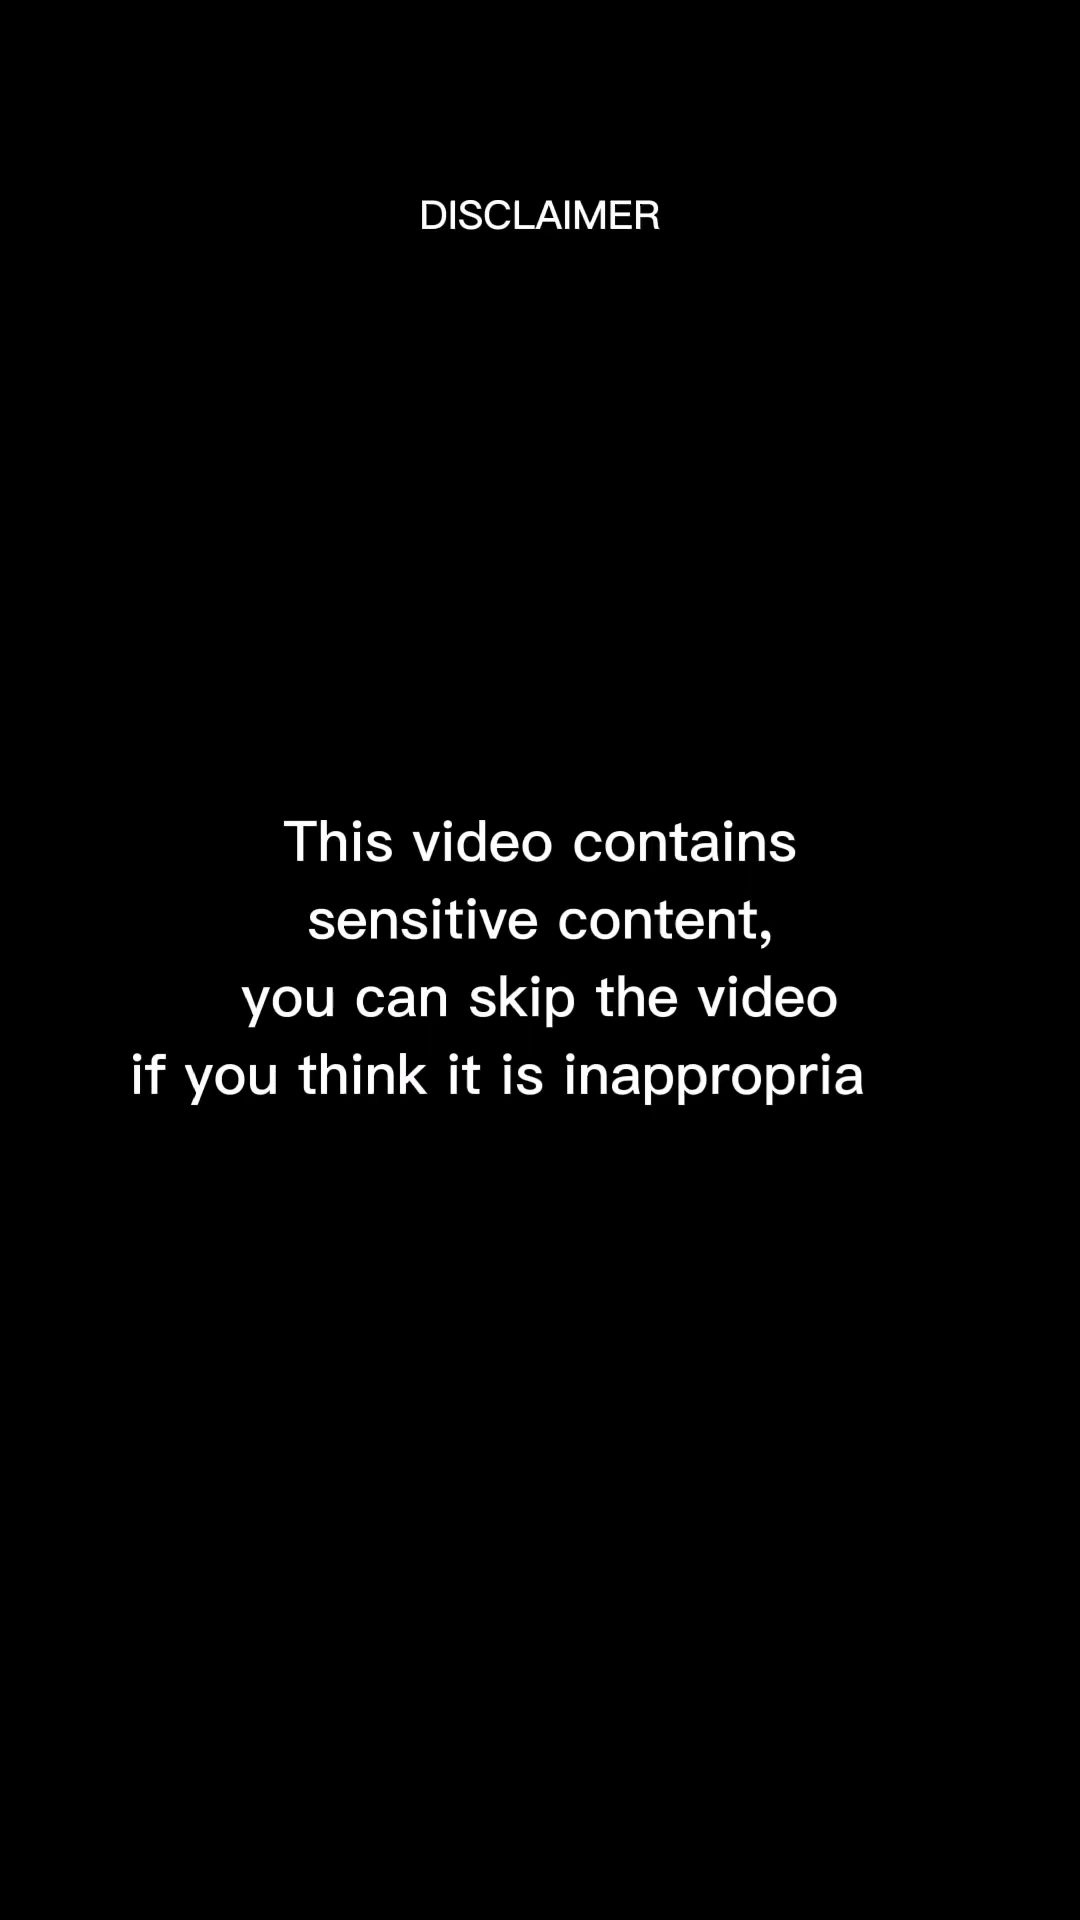 DISCLAIMER
This video contains
sensitive content,
you can skip the video
if you think it is inappropria